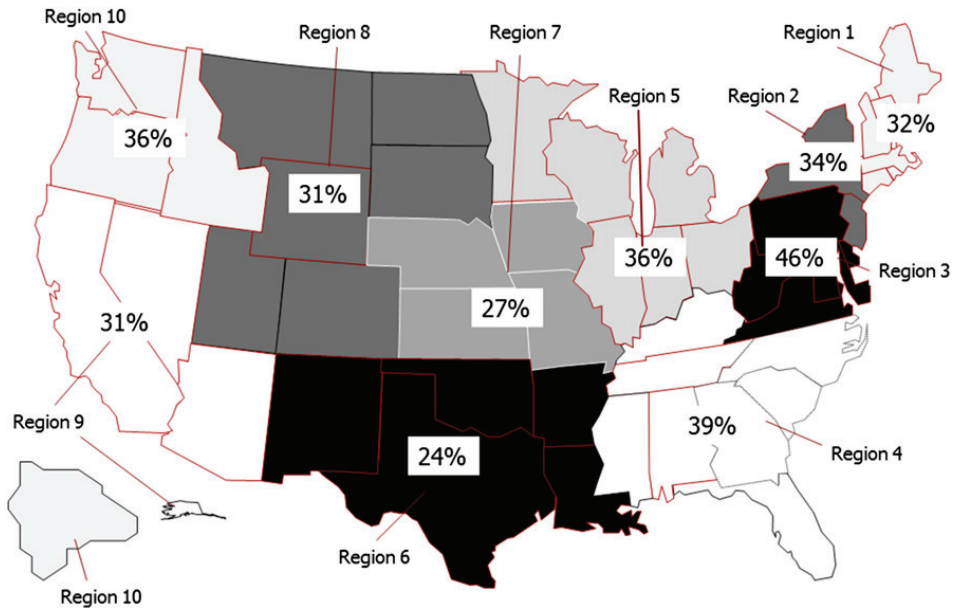 Region 10
Region 8
Region 7
Region 1
Region 5
Region 2
36%
32%
34%
31%
36%
46%
Region 3
27%
31%
39%
Region 9
24%
Region 4
Region 6
Region 10